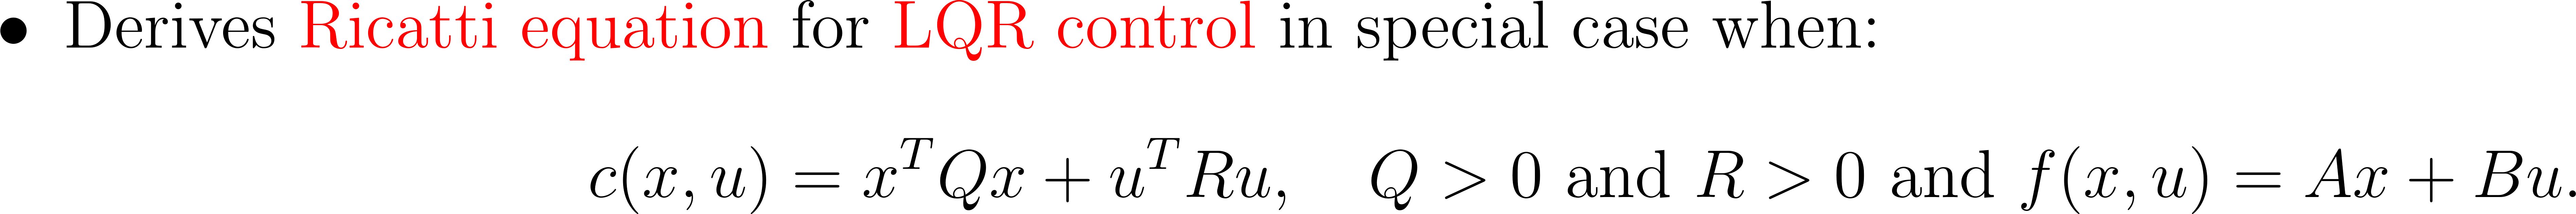 • Derives Ricatti equation for LQR control in special case when:
c(x, u) = x^T Qx + u^T Ru, Q > 0 and R > 0 and f(x, u) = Ax + Bu.